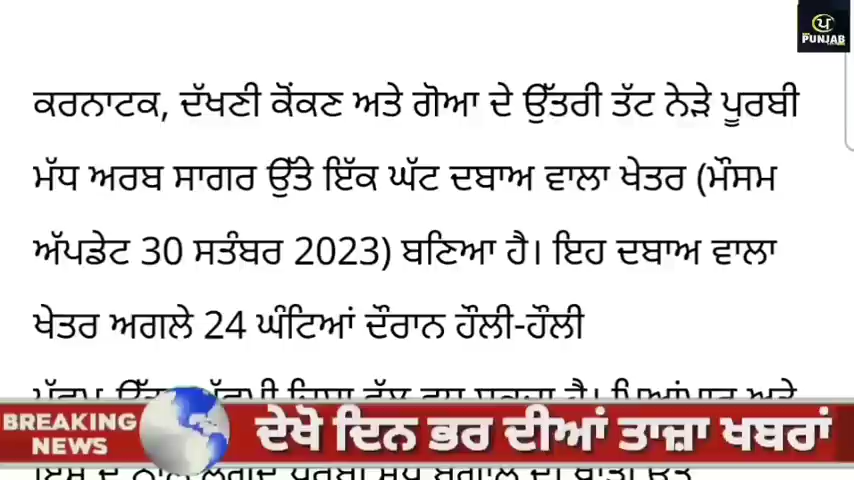 ਪ
PUNJAB
ਕਰਨਾਟਕ, ਦੱਖਣੀ ਕੋਂਕਣ ਅਤੇ ਗੋਆ ਦੇ ਉੱਤਰੀ ਤੱਟ ਨੇੜੇ ਪੂਰਬੀ
ਮੱਧ ਅਰਬ ਸਾਗਰ ਉੱਤੇ ਇੱਕ ਘੱਟ ਦਬਾਅ ਵਾਲਾ ਖੇਤਰ (ਮੌਸਮ
ਅੱਪਡੇਟ 30 ਸਤੰਬਰ 2023) ਬਣਿਆ ਹੈ। ਇਹ ਦਬਾਅ ਵਾਲਾ
ਖੇਤਰ ਅਗਲੇ 24 ਘੰਟਿਆਂ ਦੌਰਾਨ ਹੌਲੀ-ਹੌਲੀ
BREAKING
NEWS
ਦੇਖੋ ਦਿਨ ਭਰ ਦੀਆਂ ਤਾਜ਼ਾ ਖਬਰਾਂ